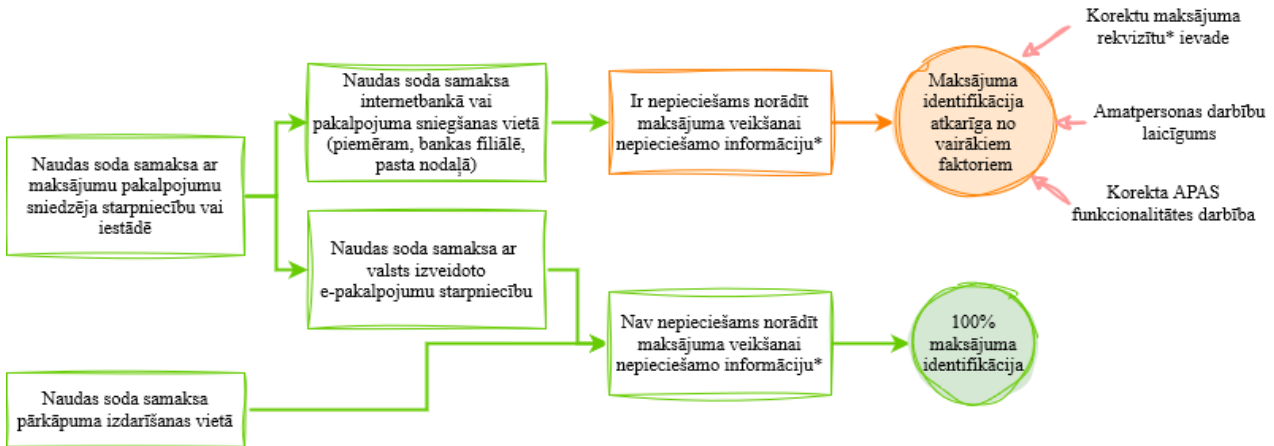 Naudas soda samaksa ar
maksājumu pakalpojumu
sniedzēja starpniecību vai
iestādē
Naudas soda samaksa
internetbankā vai
pakalpojuma sniegšanas vietā
(piemēram, bankas filiālē,
pasta nodaļā)
Ir nepieciešams norādīt
maksājuma veikšanai
nepieciešamo informāciju*
Maksājuma
identifikācija
atkarīga no
vairākiem
faktoriem
Korektu maksājuma
rekvizītu* ievade
Amatpersonas darbību
laicīgums
Korekta APAS
funkcionalitātes darbība
Naudas soda samaksa ar
valsts izveidoto
e-pakalpojumu starpniecību
Nav nepieciešams norādīt
maksājuma veikšanai
nepieciešamo informāciju*
100%
maksājuma
identifikācija
Naudas soda samaksa
pārkāpuma izdarīšanas vietā